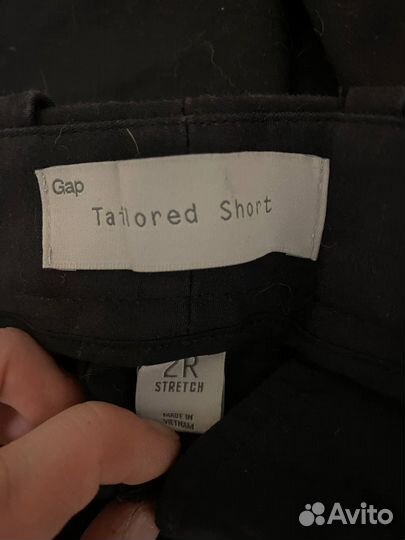 Gap
Tailored Short
2R
STRETCH
MADE IN
VIETNAM
Avito